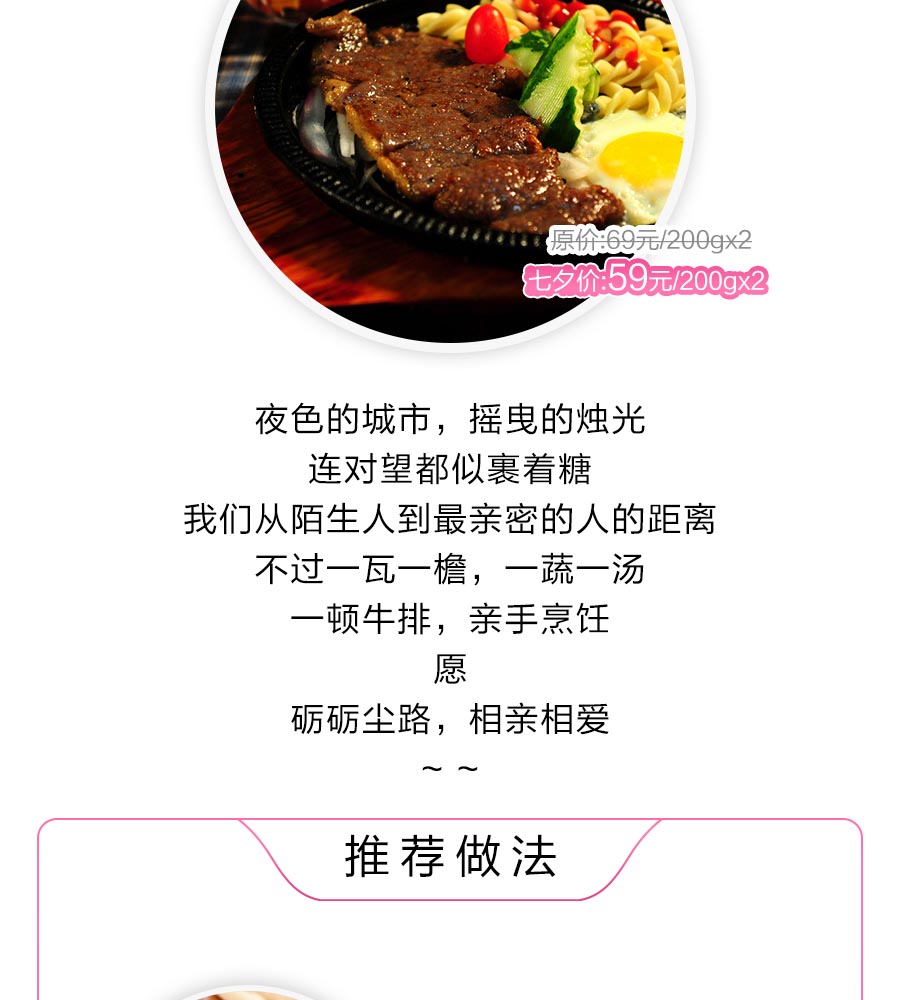 原价:69元/200gx2
七夕价:59元/200gx2
夜色的城市，摇曳的烛光
连对望都似裹着糖
我们从陌生人到最亲密的人的距离
不过一瓦一檐，一蔬一汤
一顿牛排，亲手烹饪
愿
砺砺尘路，相亲相爱
~ ~
推荐做法